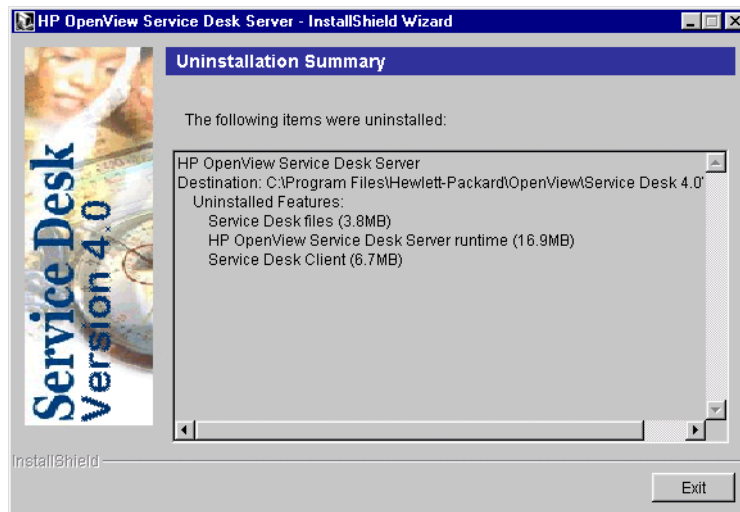 HP OpenView Service Desk Server - InstallShield Wizard
Service Desk
Version 4.0
Uninstallation Summary
The following items were uninstalled:
HP OpenView Service Desk Server
Destination: C:\Program Files\Hewlett-Packard\OpenView\Service Desk 4.0
Uninstalled Features:
Service Desk files (3.8MB)
HP OpenView Service Desk Server runtime (16.9MB)
Service Desk Client (6.7MB)
InstallShield
Exit